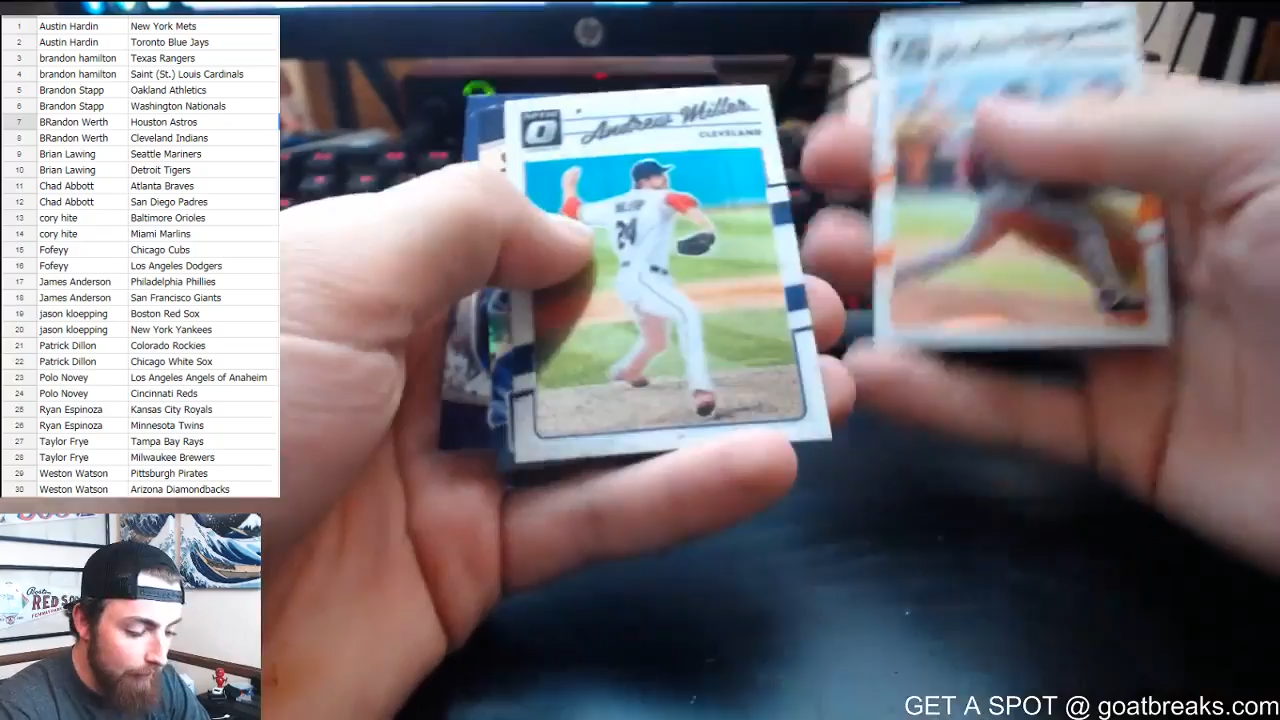 1 Austin Hardin New York Mets
2 Austin Hardin Toronto Blue Jays
3 brandon hamilton Texas Rangers
4 brandon hamilton Saint (St.) Louis Cardinals
5 Brandon Stapp Oakland Athletics
6 Brandon Stapp Washington Nationals
7 BRandon Werth Houston Astros
8 BRandon Werth Cleveland Indians
9 Brian Lawing Seattle Mariners
10 Brian Lawing Detroit Tigers
11 Chad Abbott Atlanta Braves
12 Chad Abbott San Diego Padres
13 cory hite Baltimore Orioles
14 cory hite Miami Marlins
15 Fofeyy Chicago Cubs
16 Fofeyy Los Angeles Dodgers
17 James Anderson Philadelphia Phillies
18 James Anderson San Francisco Giants
19 jason kloepping Boston Red Sox
20 jason kloepping New York Yankees
21 Patrick Dillon Colorado Rockies
22 Patrick Dillon Chicago White Sox
23 Polo Novey Los Angeles Angels of Anaheim
24 Polo Novey Cincinnati Reds
25 Ryan Espinoza Kansas City Royals
26 Ryan Espinoza Minnesota Twins
27 Taylor Frye Tampa Bay Rays
28 Taylor Frye Milwaukee Brewers
29 Weston Watson Pittsburgh Pirates
30 Weston Watson Arizona Diamondbacks
Andrew Miller
CLEVELAND
24
Boston
RED SOX
GET A SPOT @ goatbreaks.com